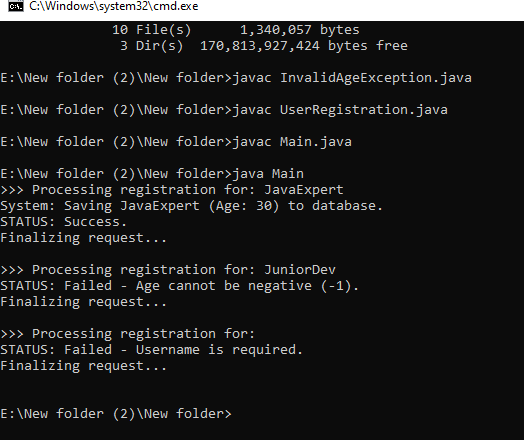 C:\Windows\system32\cmd.exe
10 File(s) 1,340,057 bytes
3 Dir(s) 170,813,927,424 bytes free
E:\New folder (2)\New folder>javac InvalidAgeException.java
E:\New folder (2)\New folder>javac UserRegistration.java
E:\New folder (2)\New folder>javac Main.java
E:\New folder (2)\New folder>java Main
>>> Processing registration for: JavaExpert
System: Saving JavaExpert (Age: 30) to database.
STATUS: Success.
Finalizing request...
>>> Processing registration for: JuniorDev
STATUS: Failed - Age cannot be negative (-1).
Finalizing request...
>>> Processing registration for:
STATUS: Failed - Username is required.
Finalizing request...
E:\New folder (2)\New folder>